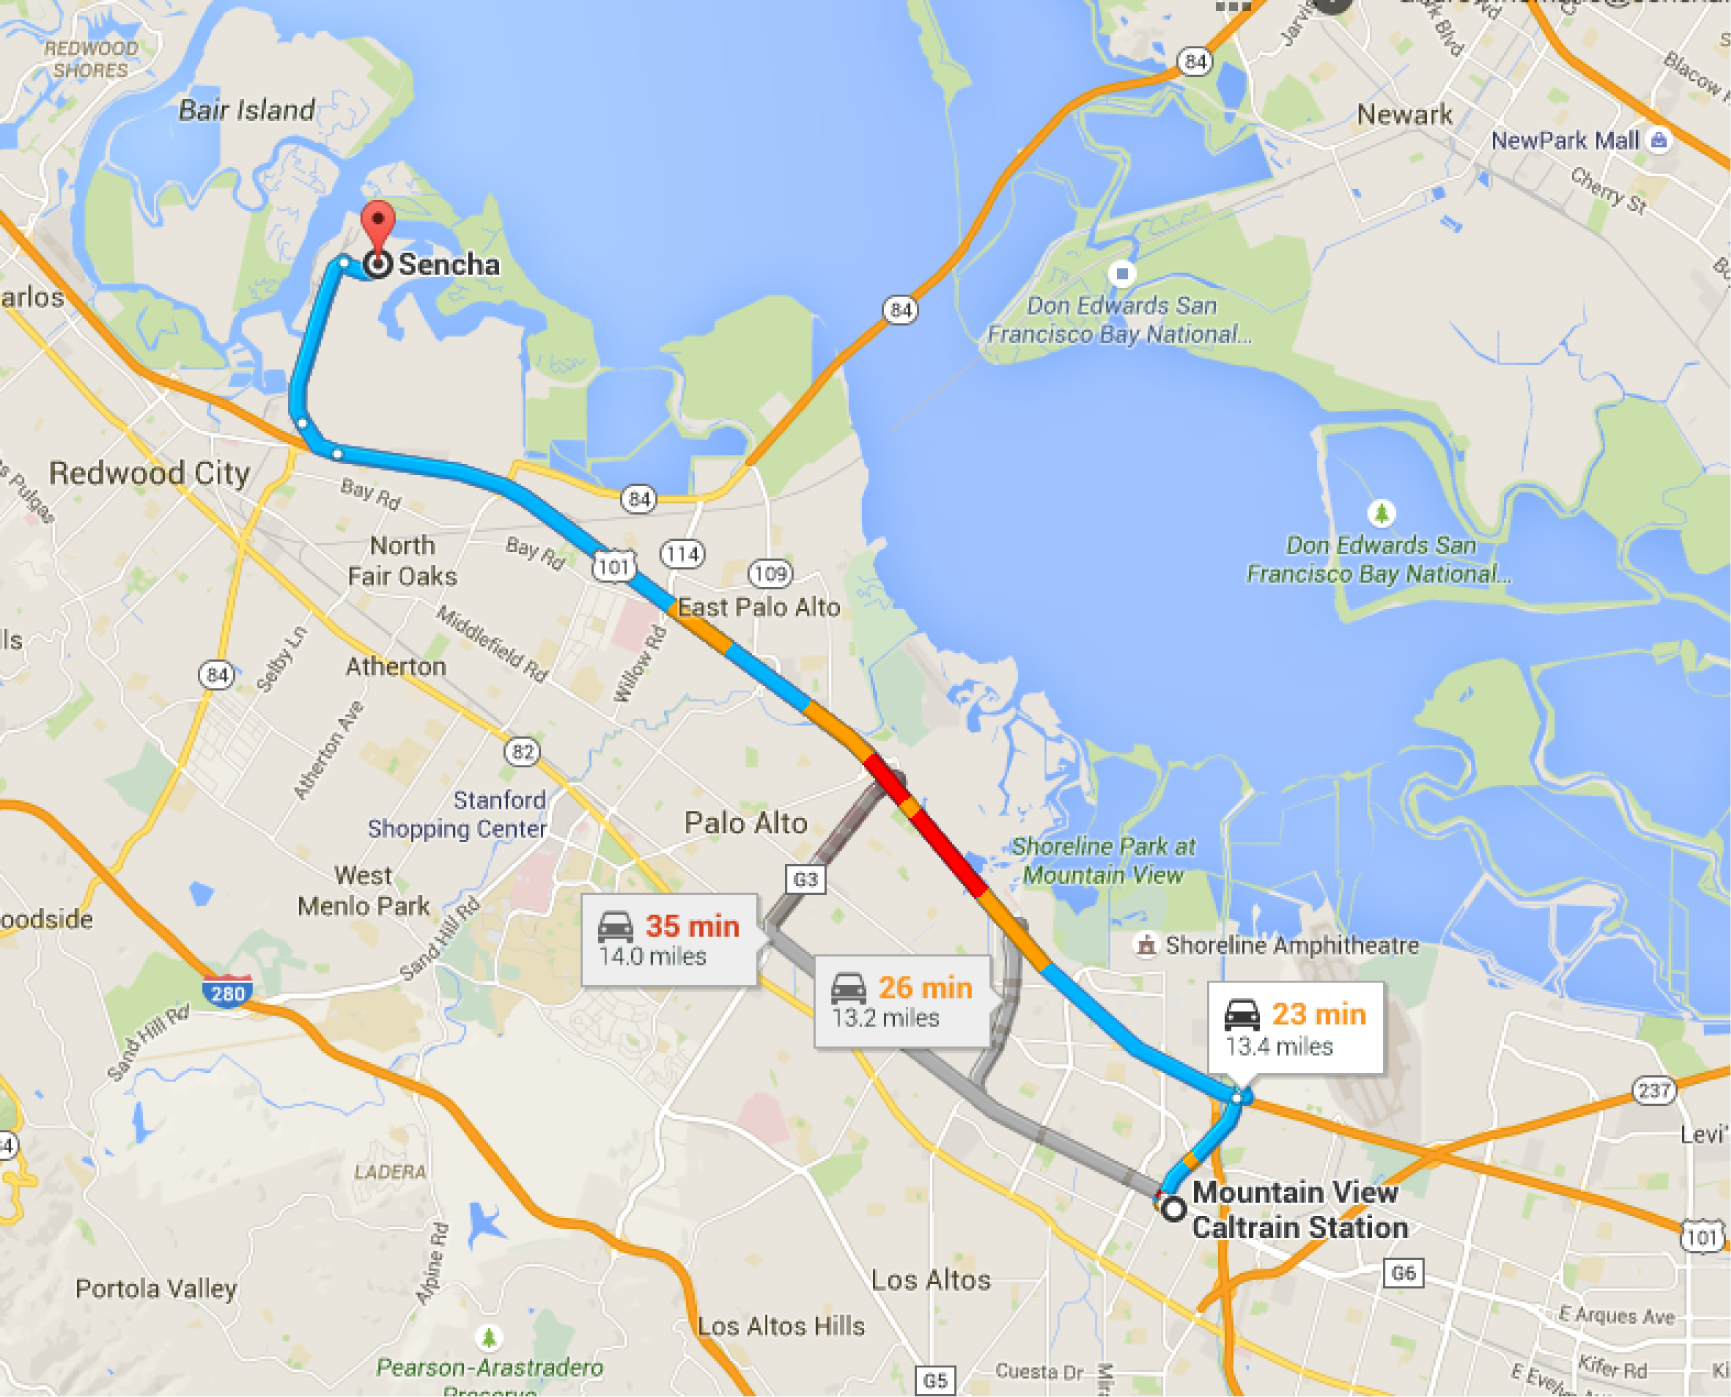 REDWOOD
SHORES
Bair Island
84
Newark
NewPark Mall
Cherry St
Sencha
arlos
84
Don Edwards San
Francisco Bay National...
Redwood City
Bay Rd
84
North
Fair Oaks
Bay Rd
101
114
109
Don Edwards San
Francisco Bay National...
East Palo Alto
lls
Selby Ln
Middlefield Rd
Willow Rd
84
Atherton
Atherton Ave
82
Stanford
Shopping Center
Palo Alto
Shoreline Park at
Mountain View
G3
West
Menlo Park
oodside
Sand Hill Rd
35 min
14.0 miles
Shoreline Amphitheatre
280
26 min
13.2 miles
23 min
13.4 miles
Sand Hill Rd
237
Levi'
LADERA
Mountain View
Caltrain Station
101
Alpine Rd
Portola Valley
Los Altos
G6
Los Altos Hills
E Arques Ave
Pearson-Arastradero
Preserve
Cuesta Dr
G5
Kifer Rd